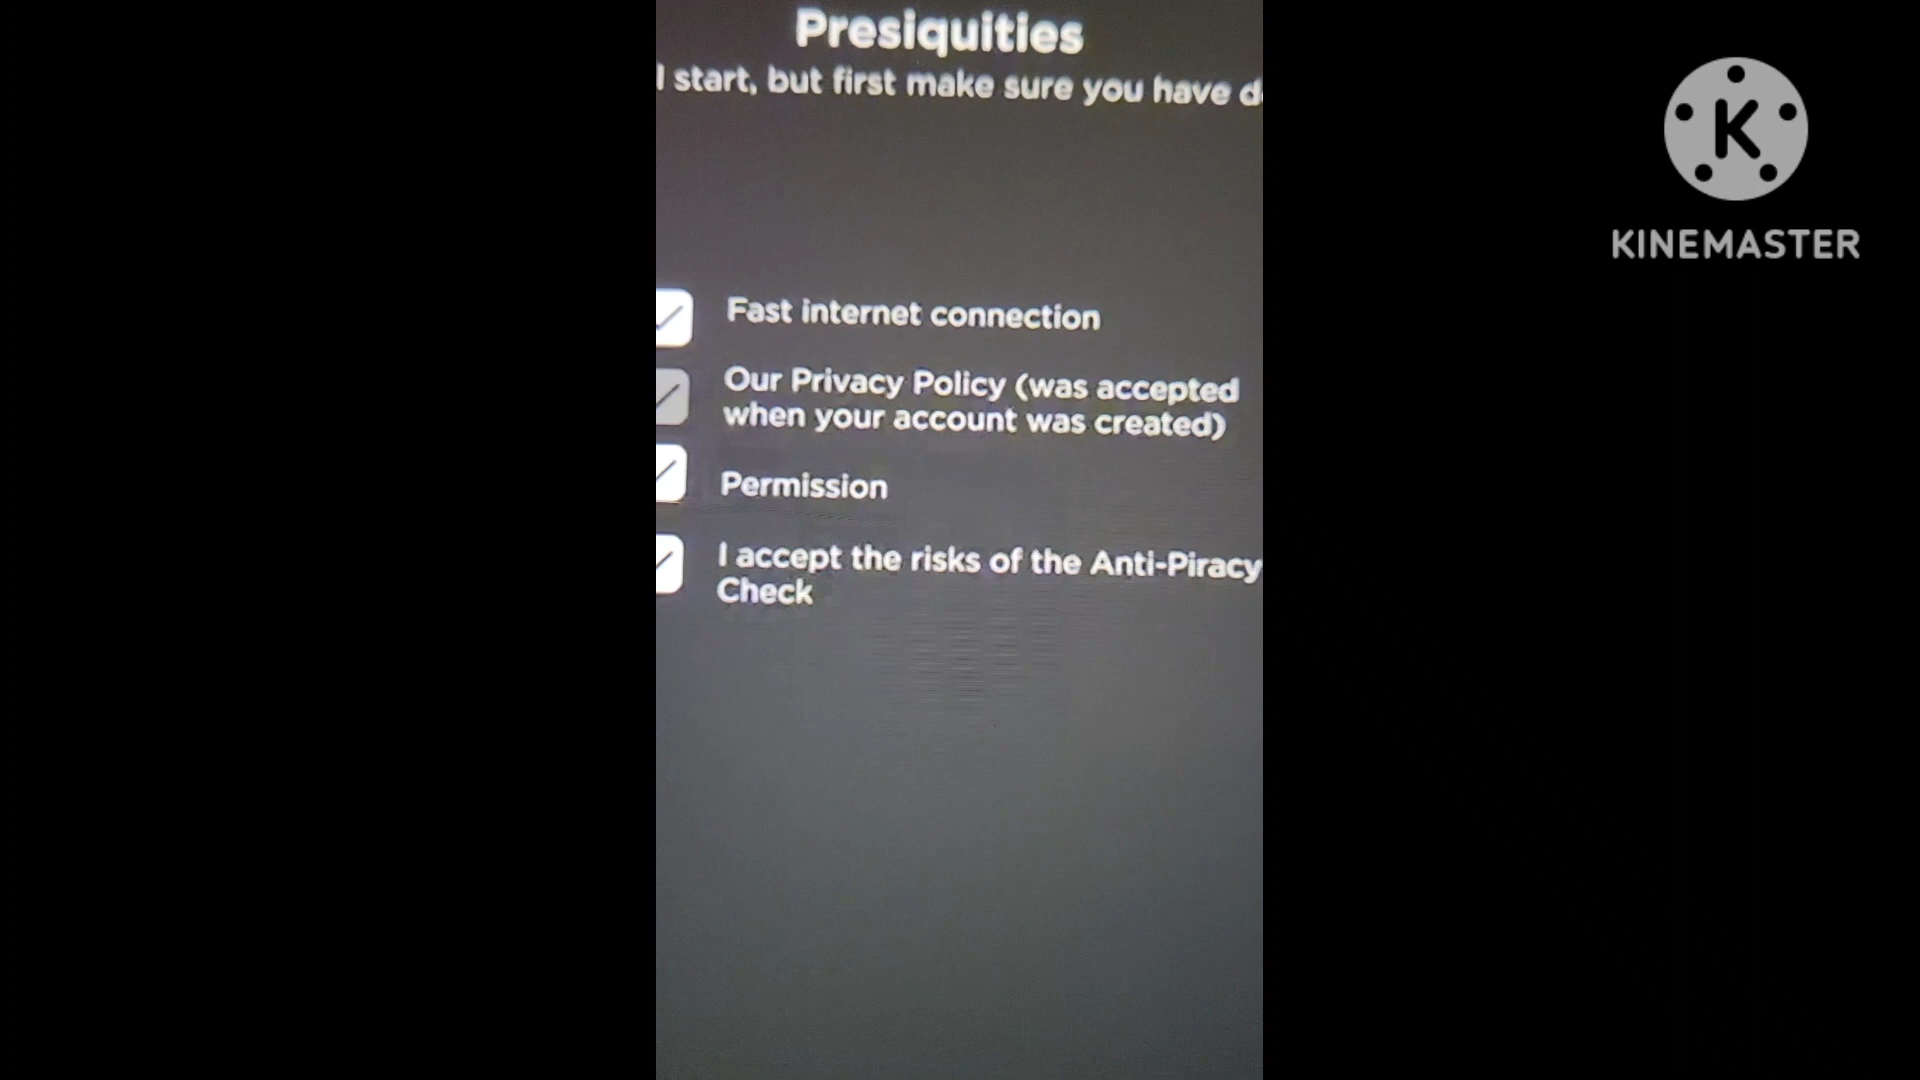 Presiquities
I start, but first make sure you have d
Fast internet connection
Our Privacy Policy (was accepted
when your account was created)
Permission
I accept the risks of the Anti-Piracy
Check
K
KINEMASTER